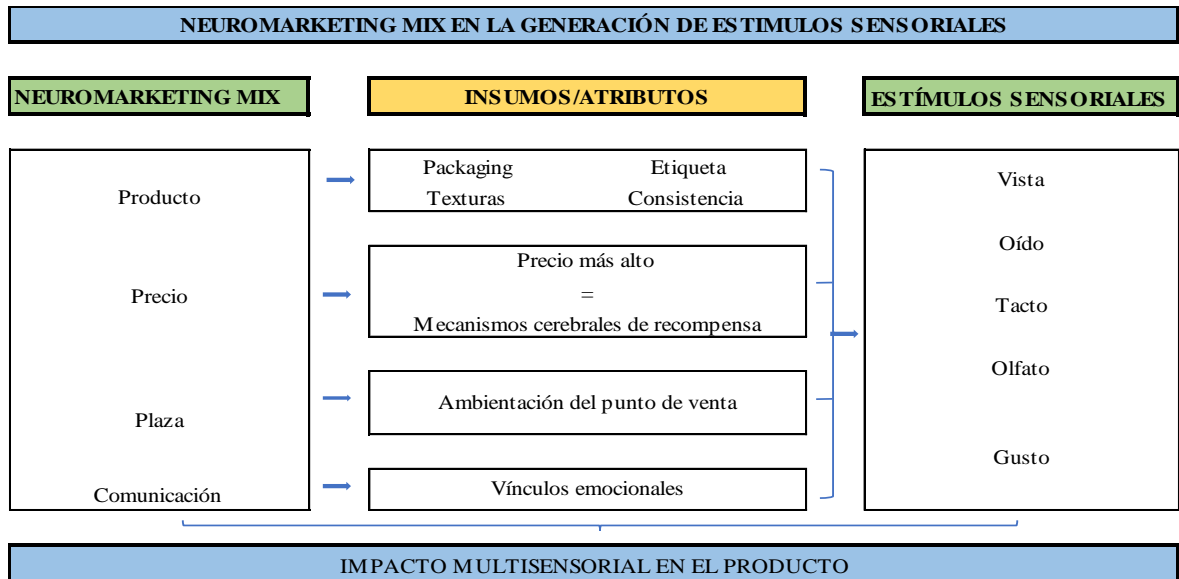 NEUROMARKETING MIX EN LA GENERACIÓN DE ESTIMULOS SENSORIALES
NEUROMARKETING MIX
INSUMOS/ATRIBUTOS
ESTÍMULOS SENSORIALES
Producto
Precio
Plaza
Comunicación
Packaging Etiqueta
Texturas Consistencia
Precio más alto
=
Mecanismos cerebrales de recompensa
Ambientación del punto de venta
Vínculos emocionales
Vista
Oído
Tacto
Olfato
Gusto
IMPACTO MULTISENSORIAL EN EL PRODUCTO